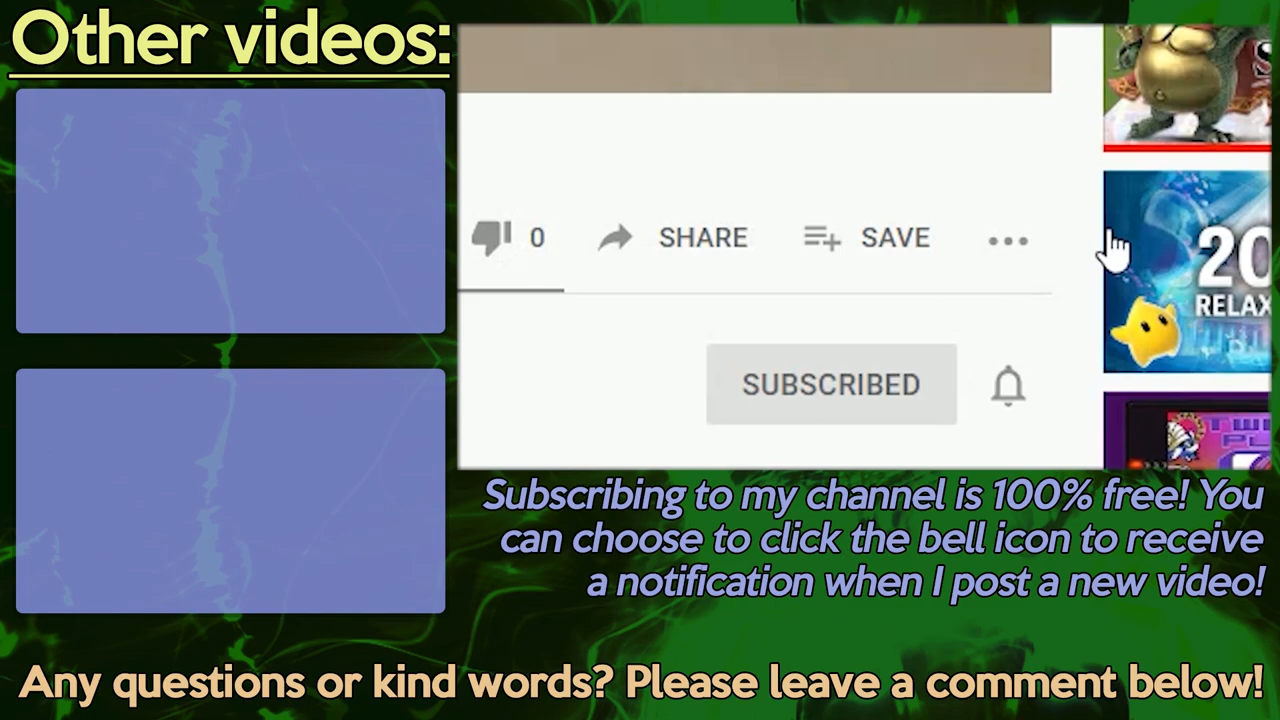 Other videos:
0
SHARE
SAVE
20
RELAX
SUBSCRIBED
Subscribing to my channel is 100% free! You
can choose to click the bell icon to receive
a notification when I post a new video!
Any questions or kind words? Please leave a comment below!